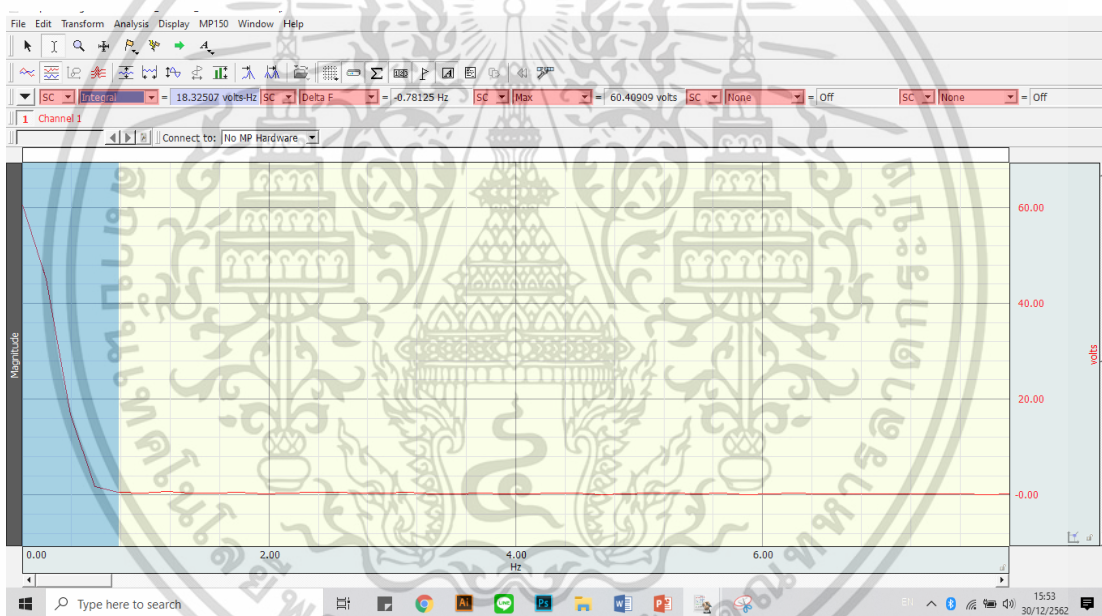 File Edit Transform Analysis Display MP150 Window Help
SC Integral = 18.32507 volts-Hz SC Delta F = -0.78125 Hz SC Max = 60.40909 volts SC None = Off SC None = Off
1 Channel 1
Connect to: No MP Hardware
Magnitude
60.00
40.00
20.00
-0.00
volts
0.00 2.00 4.00 6.00
Hz
Type here to search
EN
15:53
30/12/2562